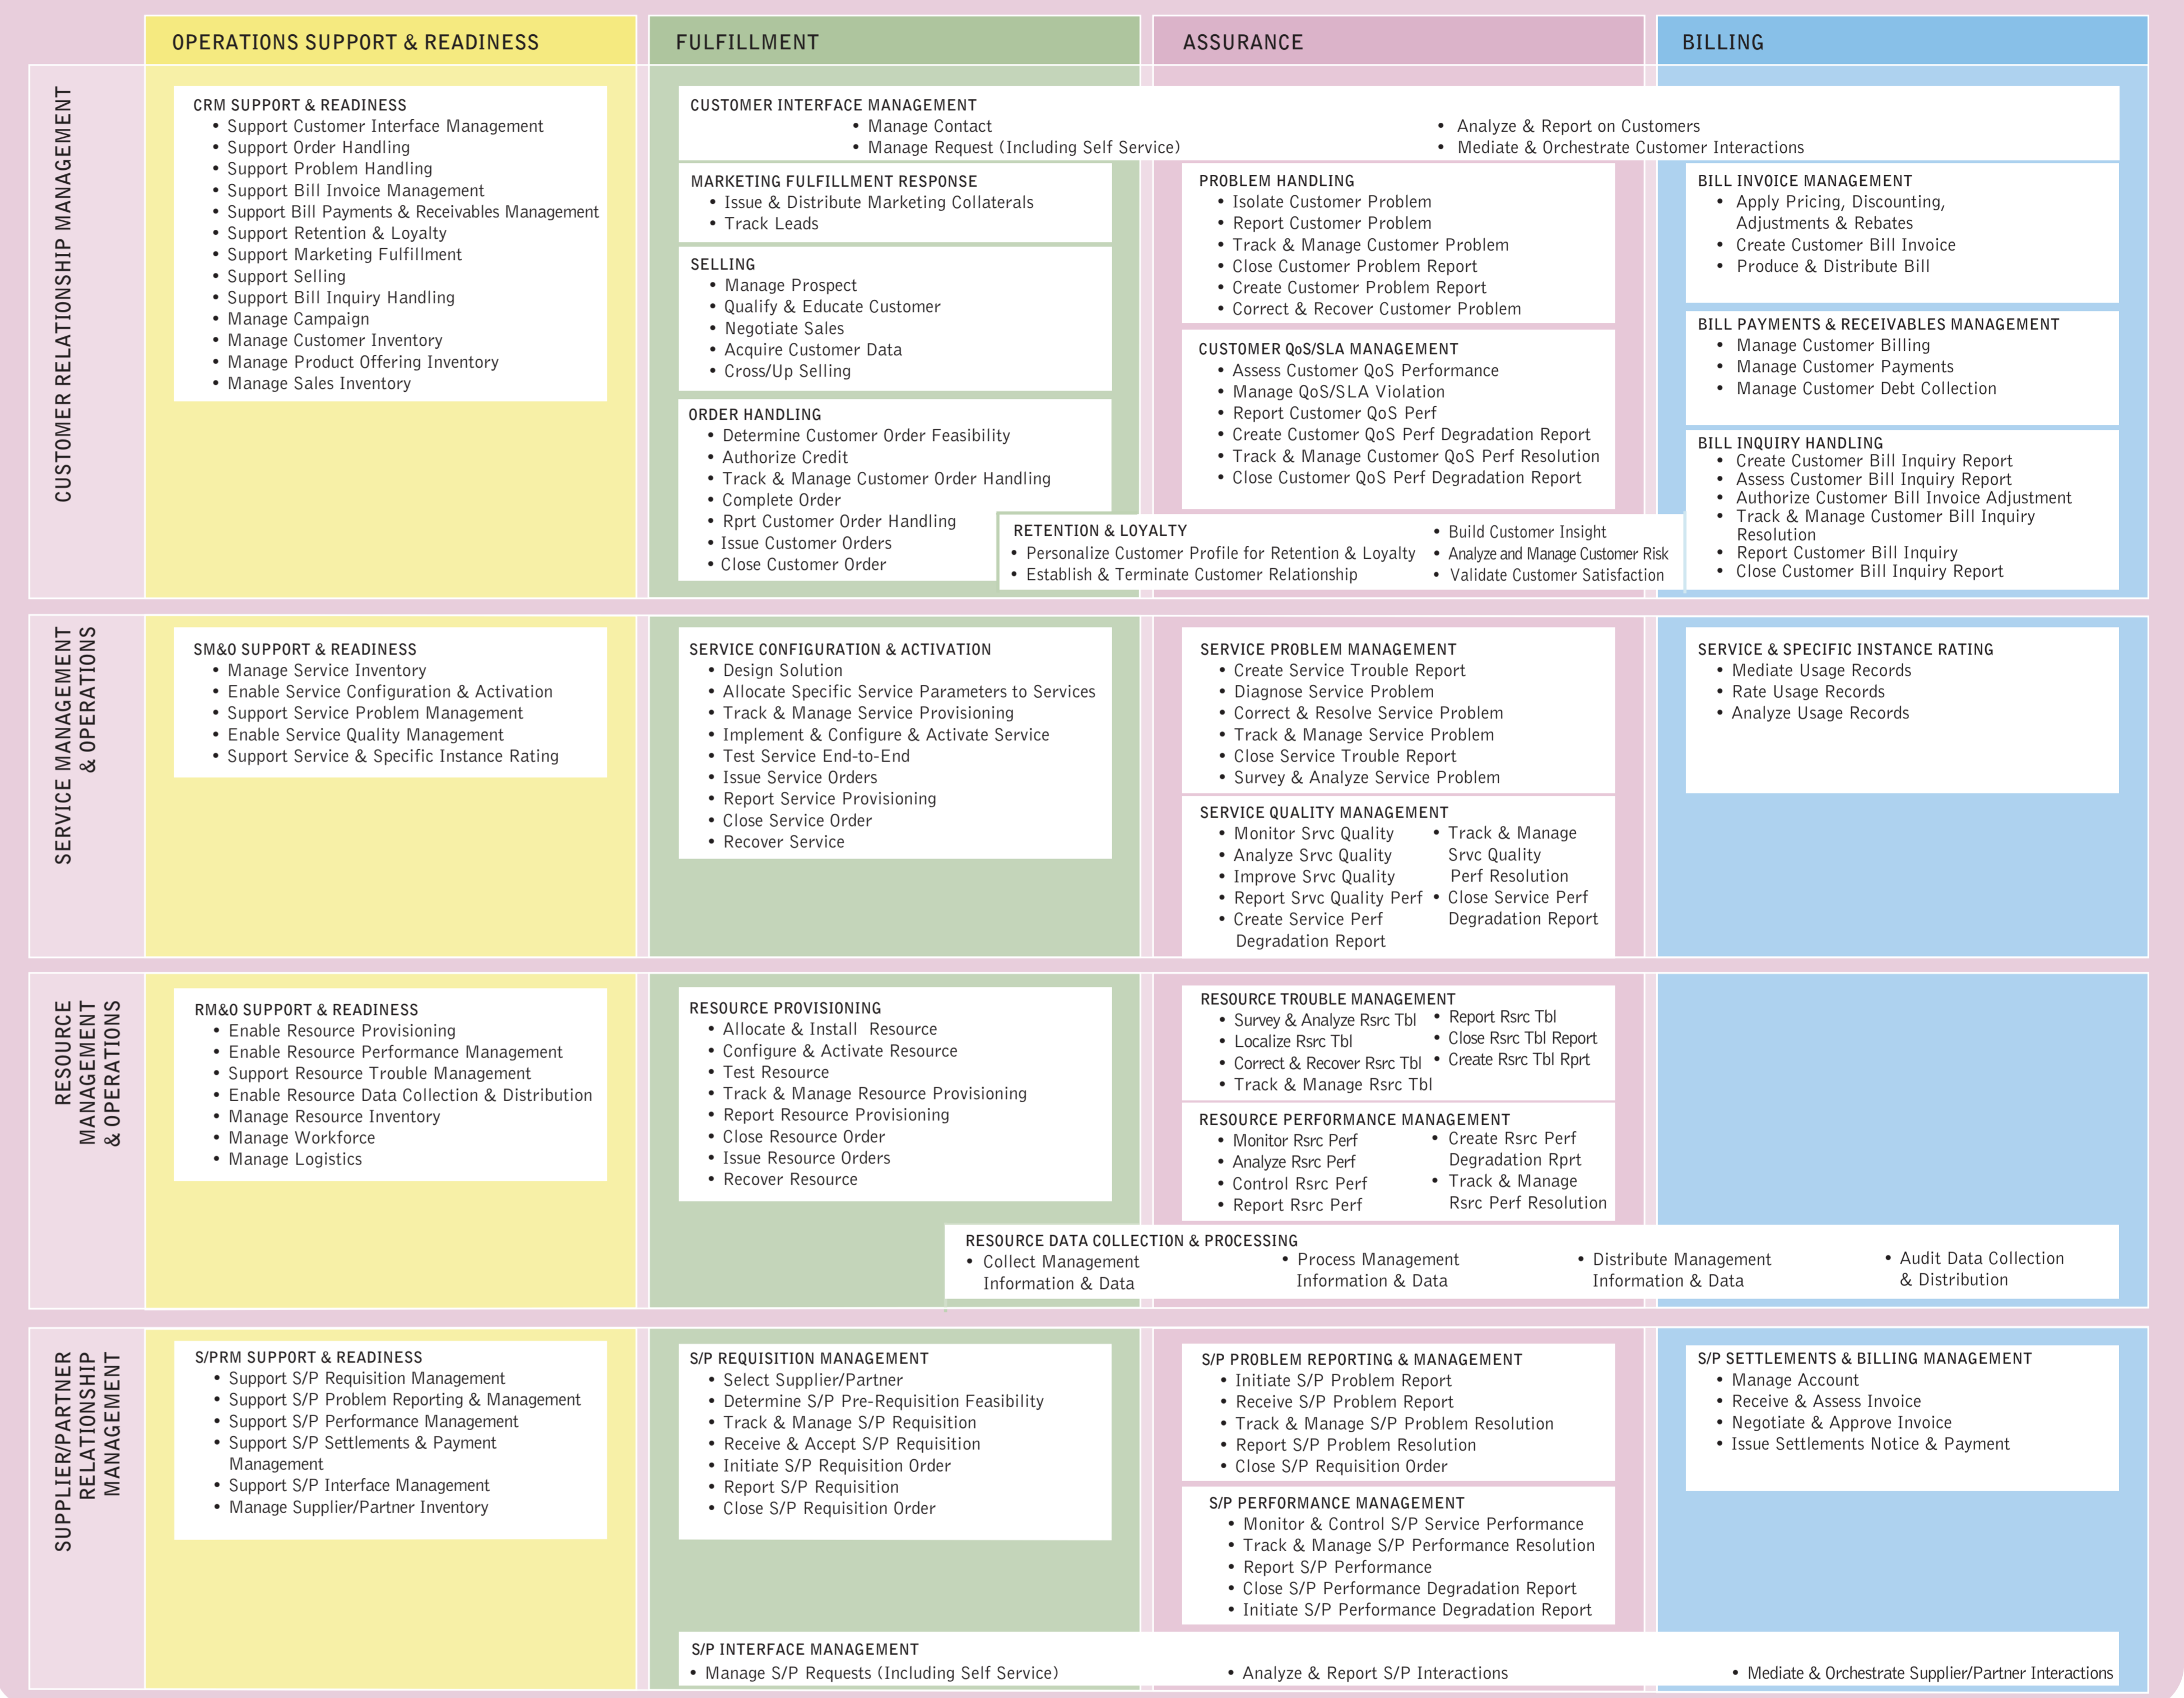 OPERATIONS SUPPORT & READINESS
FULFILLMENT
ASSURANCE
BILLING
CUSTOMER RELATIONSHIP MANAGEMENT
CRM SUPPORT & READINESS
• Support Customer Interface Management
• Support Order Handling
• Support Problem Handling
• Support Bill Invoice Management
• Support Bill Payments & Receivables Management
• Support Retention & Loyalty
• Support Marketing Fulfillment
• Support Selling
• Support Bill Inquiry Handling
• Manage Campaign
• Manage Customer Inventory
• Manage Product Offering Inventory
• Manage Sales Inventory
CUSTOMER INTERFACE MANAGEMENT
• Manage Contact
• Manage Request (Including Self Service)
• Analyze & Report on Customers
• Mediate & Orchestrate Customer Interactions
MARKETING FULFILLMENT RESPONSE
• Issue & Distribute Marketing Collaterals
• Track Leads
SELLING
• Manage Prospect
• Qualify & Educate Customer
• Negotiate Sales
• Acquire Customer Data
• Cross/Up Selling
ORDER HANDLING
• Determine Customer Order Feasibility
• Authorize Credit
• Track & Manage Customer Order Handling
• Complete Order
• Rprt Customer Order Handling
• Issue Customer Orders
• Close Customer Order
PROBLEM HANDLING
• Isolate Customer Problem
• Report Customer Problem
• Track & Manage Customer Problem
• Close Customer Problem Report
• Create Customer Problem Report
• Correct & Recover Customer Problem
CUSTOMER QoS/SLA MANAGEMENT
• Assess Customer QoS Performance
• Manage QoS/SLA Violation
• Report Customer QoS Perf
• Create Customer QoS Perf Degradation Report
• Track & Manage Customer QoS Perf Resolution
• Close Customer QoS Perf Degradation Report
RETENTION & LOYALTY
• Personalize Customer Profile for Retention & Loyalty
• Establish & Terminate Customer Relationship
• Build Customer Insight
• Analyze and Manage Customer Risk
• Validate Customer Satisfaction
BILL INVOICE MANAGEMENT
• Apply Pricing, Discounting,
Adjustments & Rebates
• Create Customer Bill Invoice
• Produce & Distribute Bill
BILL PAYMENTS & RECEIVABLES MANAGEMENT
• Manage Customer Billing
• Manage Customer Payments
• Manage Customer Debt Collection
BILL INQUIRY HANDLING
• Create Customer Bill Inquiry Report
• Assess Customer Bill Inquiry Report
• Authorize Customer Bill Invoice Adjustment
• Track & Manage Customer Bill Inquiry
Resolution
• Report Customer Bill Inquiry
• Close Customer Bill Inquiry Report
SERVICE MANAGEMENT
& OPERATIONS
SM&O SUPPORT & READINESS
• Manage Service Inventory
• Enable Service Configuration & Activation
• Support Service Problem Management
• Enable Service Quality Management
• Support Service & Specific Instance Rating
SERVICE CONFIGURATION & ACTIVATION
• Design Solution
• Allocate Specific Service Parameters to Services
• Track & Manage Service Provisioning
• Implement & Configure & Activate Service
• Test Service End-to-End
• Issue Service Orders
• Report Service Provisioning
• Close Service Order
• Recover Service
SERVICE PROBLEM MANAGEMENT
• Create Service Trouble Report
• Diagnose Service Problem
• Correct & Resolve Service Problem
• Track & Manage Service Problem
• Close Service Trouble Report
• Survey & Analyze Service Problem
SERVICE QUALITY MANAGEMENT
• Monitor Srvc Quality
• Analyze Srvc Quality
• Improve Srvc Quality
• Report Srvc Quality Perf
• Create Service Perf
Degradation Report
• Track & Manage
Srvc Quality
Perf Resolution
• Close Service Perf
Degradation Report
SERVICE & SPECIFIC INSTANCE RATING
• Mediate Usage Records
• Rate Usage Records
• Analyze Usage Records
RESOURCE
MANAGEMENT
& OPERATIONS
RM&O SUPPORT & READINESS
• Enable Resource Provisioning
• Enable Resource Performance Management
• Support Resource Trouble Management
• Enable Resource Data Collection & Distribution
• Manage Resource Inventory
• Manage Workforce
• Manage Logistics
RESOURCE PROVISIONING
• Allocate & Install Resource
• Configure & Activate Resource
• Test Resource
• Track & Manage Resource Provisioning
• Report Resource Provisioning
• Close Resource Order
• Issue Resource Orders
• Recover Resource
RESOURCE TROUBLE MANAGEMENT
• Survey & Analyze Rsrc Tbl
• Localize Rsrc Tbl
• Correct & Recover Rsrc Tbl
• Track & Manage Rsrc Tbl
• Report Rsrc Tbl
• Close Rsrc Tbl Report
• Create Rsrc Tbl Rprt
RESOURCE PERFORMANCE MANAGEMENT
• Monitor Rsrc Perf
• Analyze Rsrc Perf
• Control Rsrc Perf
• Report Rsrc Perf
• Create Rsrc Perf
Degradation Rprt
• Track & Manage
Rsrc Perf Resolution
RESOURCE DATA COLLECTION & PROCESSING
• Collect Management
Information & Data
• Process Management
Information & Data
• Distribute Management
Information & Data
• Audit Data Collection
& Distribution
SUPPLIER/PARTNER
RELATIONSHIP
MANAGEMENT
S/PRM SUPPORT & READINESS
• Support S/P Requisition Management
• Support S/P Problem Reporting & Management
• Support S/P Performance Management
• Support S/P Settlements & Payment
Management
• Support S/P Interface Management
• Manage Supplier/Partner Inventory
S/P REQUISITION MANAGEMENT
• Select Supplier/Partner
• Determine S/P Pre-Requisition Feasibility
• Track & Manage S/P Requisition
• Receive & Accept S/P Requisition
• Initiate S/P Requisition Order
• Report S/P Requisition
• Close S/P Requisition Order
S/P PROBLEM REPORTING & MANAGEMENT
• Initiate S/P Problem Report
• Receive S/P Problem Report
• Track & Manage S/P Problem Resolution
• Report S/P Problem Resolution
• Close S/P Requisition Order
S/P PERFORMANCE MANAGEMENT
• Monitor & Control S/P Service Performance
• Track & Manage S/P Performance Resolution
• Report S/P Performance
• Close S/P Performance Degradation Report
• Initiate S/P Performance Degradation Report
S/P SETTLEMENTS & BILLING MANAGEMENT
• Manage Account
• Receive & Assess Invoice
• Negotiate & Approve Invoice
• Issue Settlements Notice & Payment
S/P INTERFACE MANAGEMENT
• Manage S/P Requests (Including Self Service)
• Analyze & Report S/P Interactions
• Mediate & Orchestrate Supplier/Partner Interactions